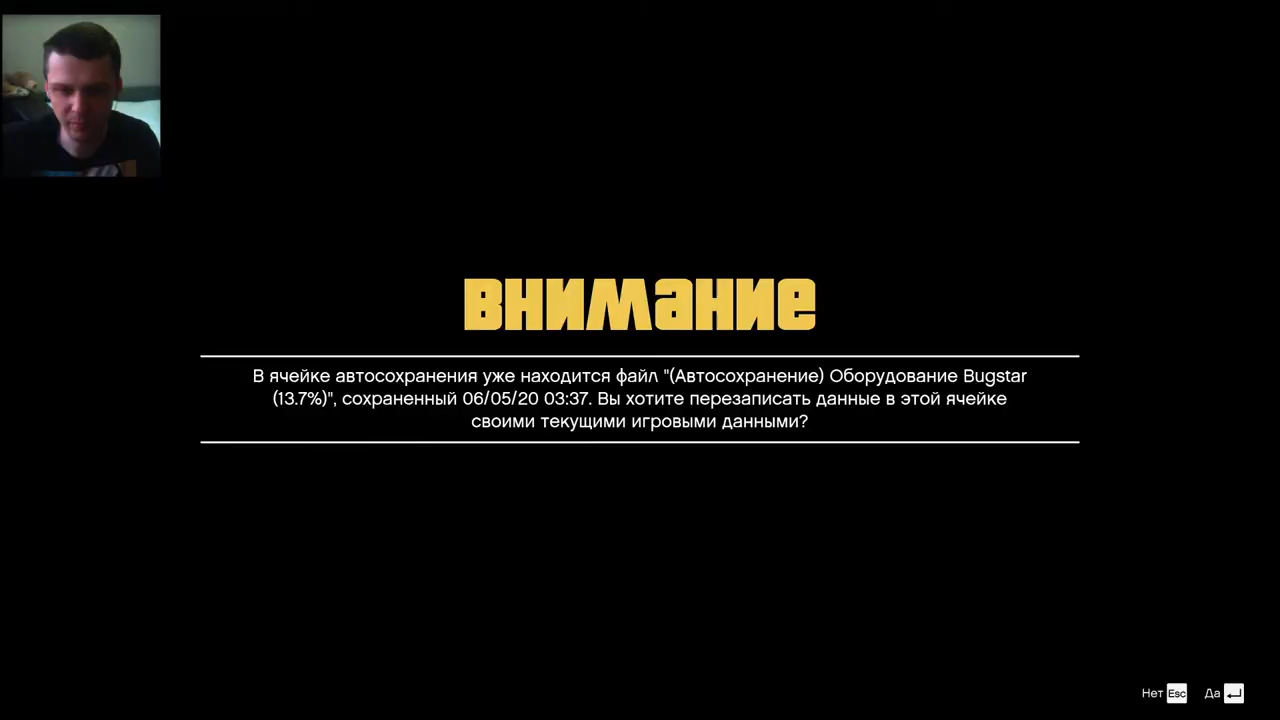 внимание
В ячейке автосохранения уже находится файл "(Автосохранение) Оборудование Bugstar
(13.7%)", сохраненный 06/05/20 03:37. Вы хотите перезаписать данные в этой ячейке
своими текущими игровыми данными?
Нет Esc Да